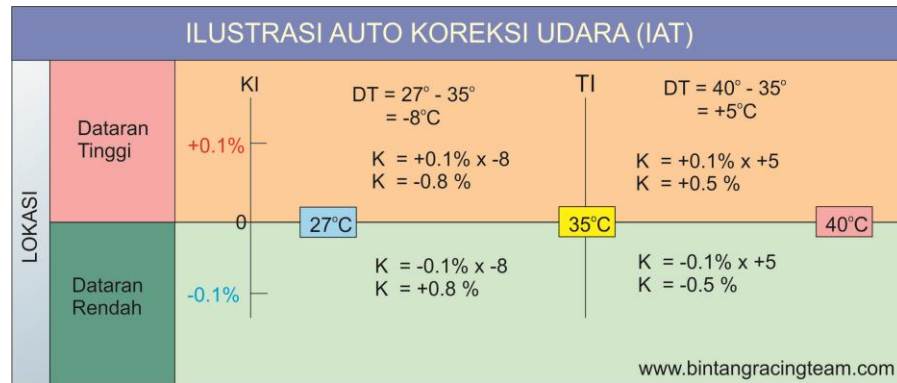 ILUSTRASI AUTO KOREKSI UDARA (IAT)
LOKASI
Dataran
Tinggi
KI
+0.1%
DT = 27° - 35°
= -8°C
K = +0.1% x -8
K = -0.8 %
TI
DT = 40° - 35°
= +5°C
K = +0.1% x +5
K = +0.5 %
0
27°C
35°C
40°C
Dataran
Rendah
-0.1%
K = -0.1% x -8
K = +0.8 %
K = -0.1% x +5
K = -0.5 %
www.bintangracingteam.com